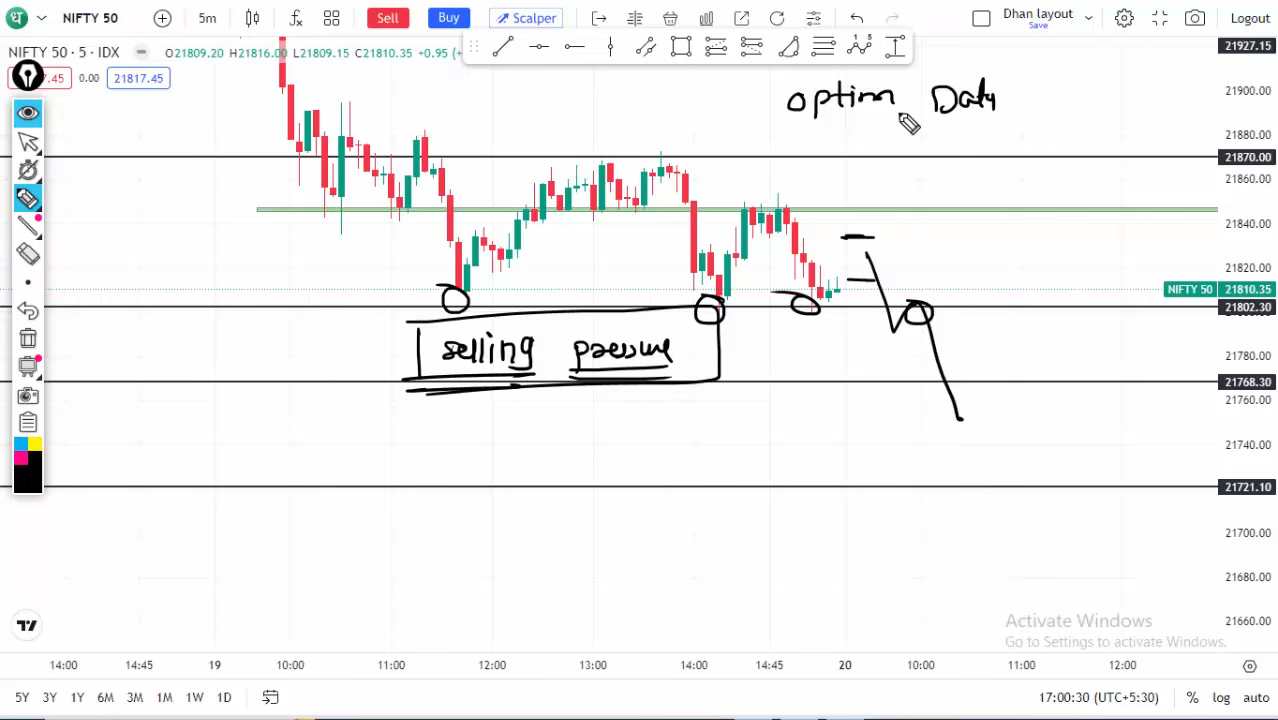 NIFTY 50 5m Sell Buy Scalper Dhan layout Save Logout
NIFTY 50 · 5 · IDX O21809.20 H21816.00 L21809.15 C21810.35 +0.95
7.45 0.00 21817.45
option Data
selling pressure
21927.15
21900.00
21880.00
21870.00
21860.00
21840.00
21820.00
NIFTY 50 21810.35
21802.30
21780.00
21768.30
21760.00
21740.00
21721.10
21700.00
21680.00
21660.00
Activate Windows
Go to Settings to activate Windows.
14:00 14:45 19 10:00 11:00 12:00 13:00 14:00 14:45 20 10:00 11:00 12:00
5Y 3Y 1Y 6M 3M 1M 1W 1D 17:00:30 (UTC+5:30) % log auto